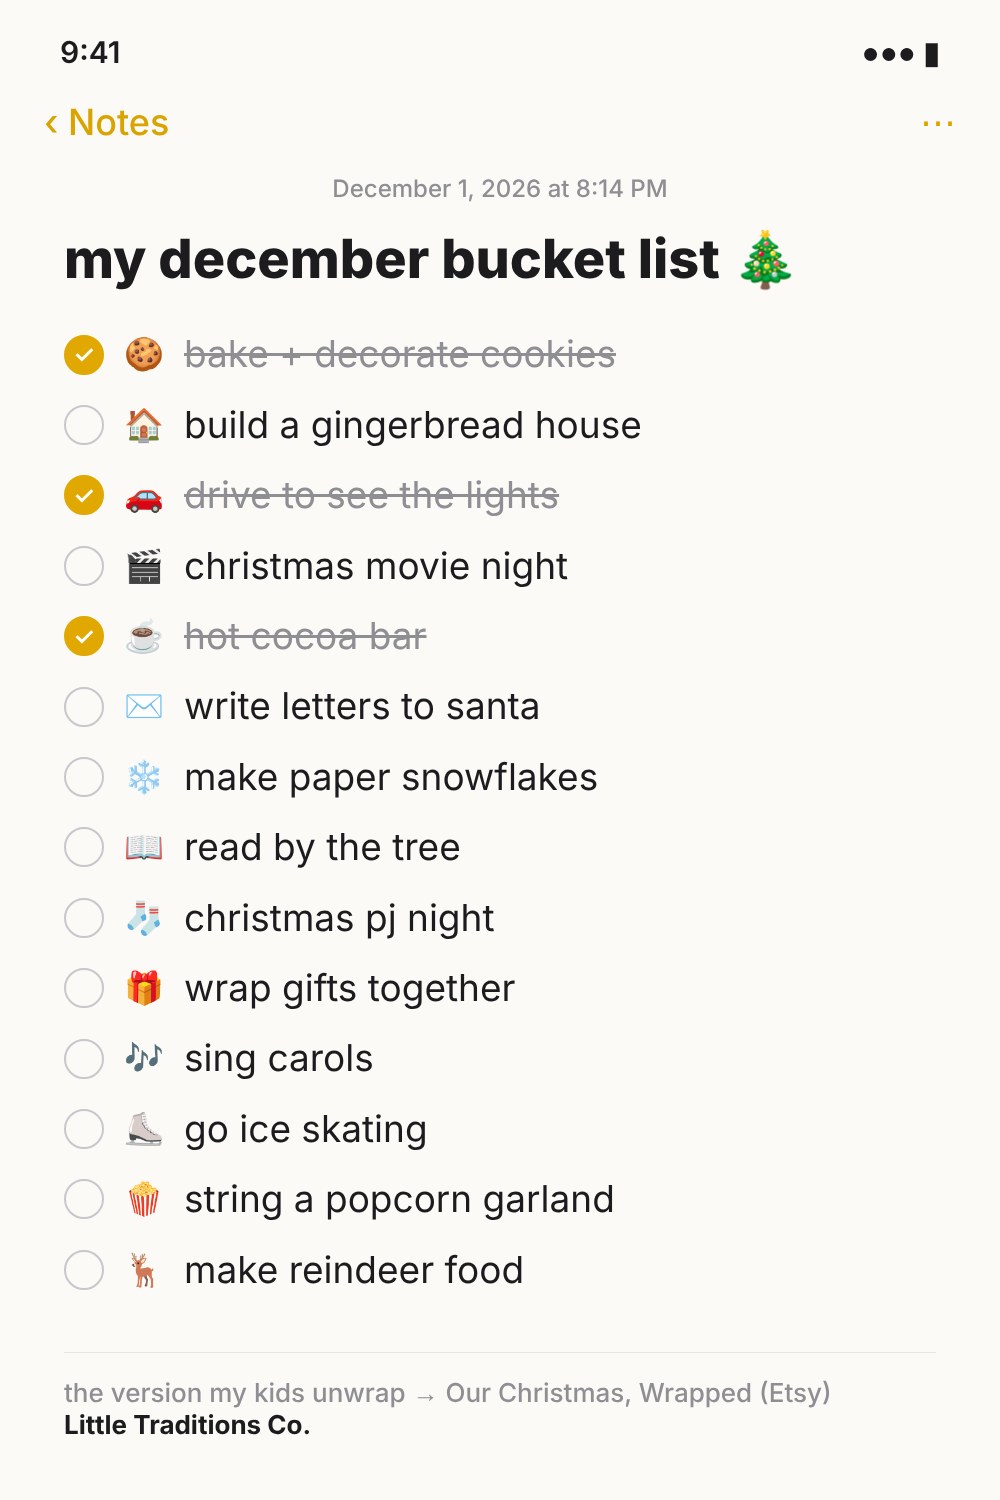 9:41
‹ Notes
...
December 1, 2026 at 8:14 PM
my december bucket list 🎄
🍪 bake + decorate cookies
🏠 build a gingerbread house
🚗 drive to see the lights
🎬 christmas movie night
☕ hot cocoa bar
✉️ write letters to santa
❄️ make paper snowflakes
📖 read by the tree
🧦 christmas pj night
🎁 wrap gifts together
🎶 sing carols
⛸️ go ice skating
🍿 string a popcorn garland
🦌 make reindeer food
the version my kids unwrap → Our Christmas, Wrapped (Etsy)
Little Traditions Co.